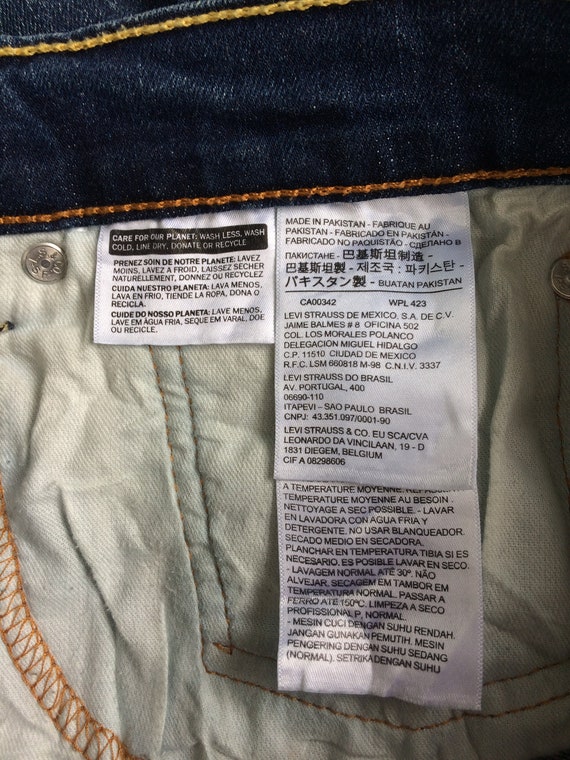 CARE FOR OUR PLANET: WASH LESS, WASH
COLD, LINE DRY, DONATE OR RECYCLE
PRENEZ SOIN DE NOTRE PLANETE: LAVEZ
MOINS, LAVEZ A FROID, LAISSEZ SÉCHER
NATURELLEMENT, DONNEZ OU RECYCLEZ
CUIDA NUESTRO PLANETA: LAVA MENOS,
LAVA EN FRIO, TIENDE LA ROPA, DONA O
RECICLA.
CUIDE DO NOSSO PLANETA: LAVE MENOS,
LAVE EM ÁGUA FRIA, SEQUE EM VARAL, DOE
OU RECICLE.
MADE IN PAKISTAN - FABRIQUE AU
PAKISTAN - FABRICADO EN PAKISTÁN -
FABRICADO NO PAQUISTÃO - СДЕЛАНО В
ПАКИСТАНЕ - 巴基斯坦制造 -
巴基斯坦製 - 제조국 : 파키스타 -
パキスタン製 - BUATAN PAKISTAN
CA00342 WPL 423
LEVI STRAUSS DE MEXICO, S.A. DE C.V.
JAIME BALMES # 8 OFICINA 502
COL. LOS MORALES POLANCO
DELEGACION MIGUEL HIDALGO
C.P. 11510 CIUDAD DE MEXICO
R.F.C. LSM 660818 M-98 C.N.I.V. 3337
LEVI STRAUSS DO BRASIL
AV. PORTUGAL, 400
06690-110
ITAPEVI – SAO PAULO BRASIL
CNPJ: 43.351.097/0001-90
LEVI STRAUSS & CO. EU SCA/CVA
LEONARDO DA VINCILAAN, 19 - D
1831 DIEGEM, BELGIUM
CIF A 08298606
A TEMPERATURE MOYENNE. REPASSER
A TEMPÉRATURE MOYENNE AU BESOIN.
NETTOYAGE A SEC POSSIBLE. - LAVAR
EN LAVADORA CON AGUA FRIA Y
DETERGENTE. NO USAR BLANQUEADOR.
SECADO MEDIO EN SECADORA.
PLANCHAR EN TEMPERATURA TIBIA SI ES
NECESARIO. ES POSIBLE LAVAR EN SECO.
- LAVAGEM NORMAL ATÉ 30º. NÃO
ALVEJAR. SECAGEM EM TAMBOR EM
TEMPERATURA NORMAL. PASSAR A
FERRO ATÉ 150ºC. LIMPEZA A SECO
PROFISSIONAL P, NORMAL.
- MESIN CUCI DENGAN SUHU RENDAH.
JANGAN GUNAKAN PEMUTIH. MESIN
PENGERING DENGAN SUHU SEDANG
(NORMAL). SETRIKA DENGAN SUHU